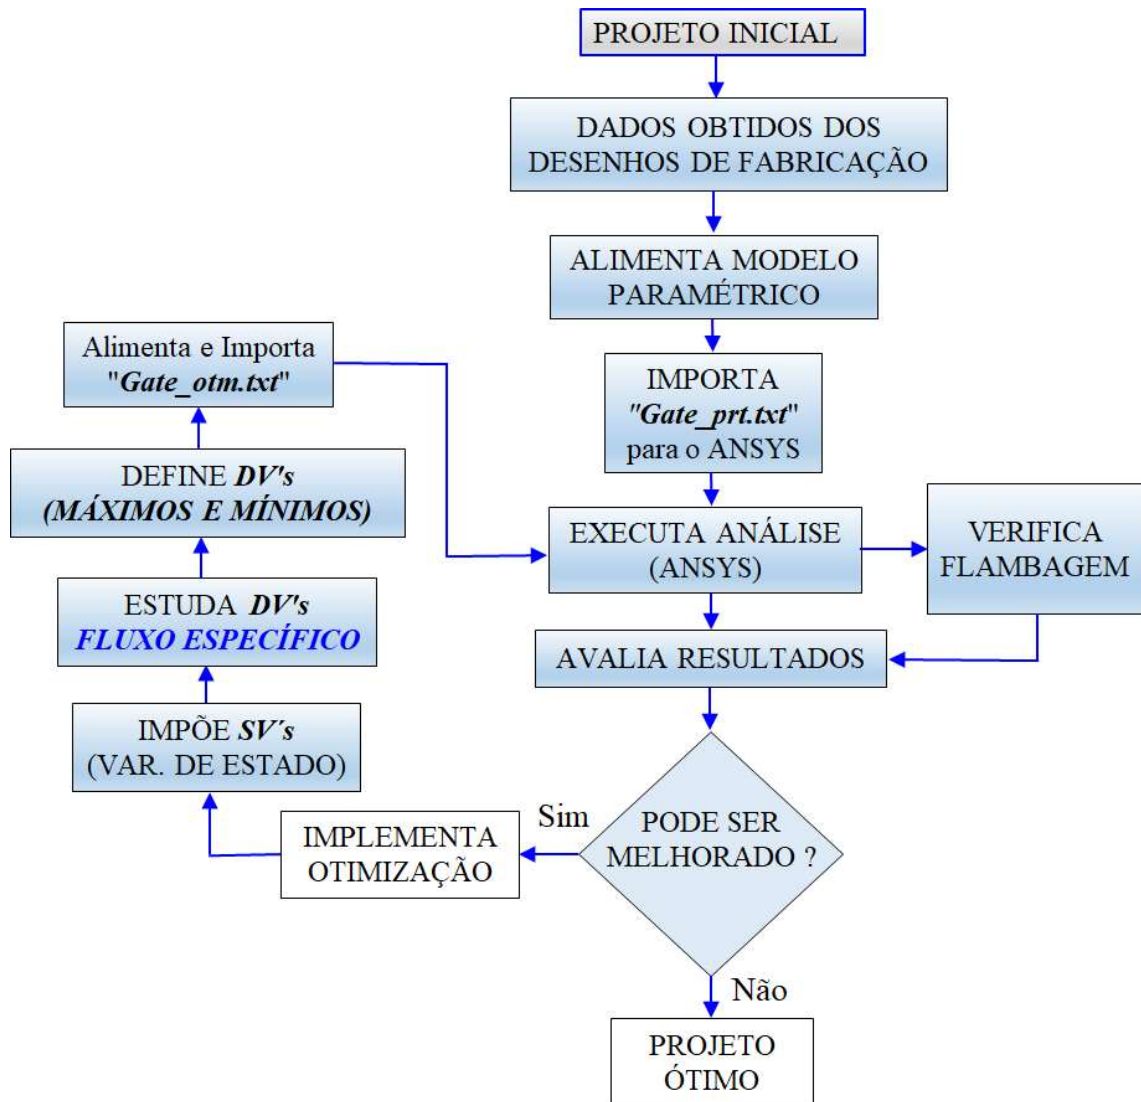 PROJETO INICIAL
DADOS OBTIDOS DOS
DESENHOS DE FABRICAÇÃO
ALIMENTA MODELO
PARAMÉTRICO
IMPORTA
"Gate_prt.txt"
para o ANSYS
EXECUTA ANÁLISE
(ANSYS)
VERIFICA
FLAMBAGEM
AVALIA RESULTADOS
PODE SER
MELHORADO ?
Sim
IMPLEMENTA
OTIMIZAÇÃO
IMPÕE SV´s
(VAR. DE ESTADO)
ESTUDA DV's
FLUXO ESPECÍFICO
DEFINE DV's
(MÁXIMOS E MÍNIMOS)
Alimenta e Importa
"Gate_otm.txt"
Não
PROJETO
ÓTIMO